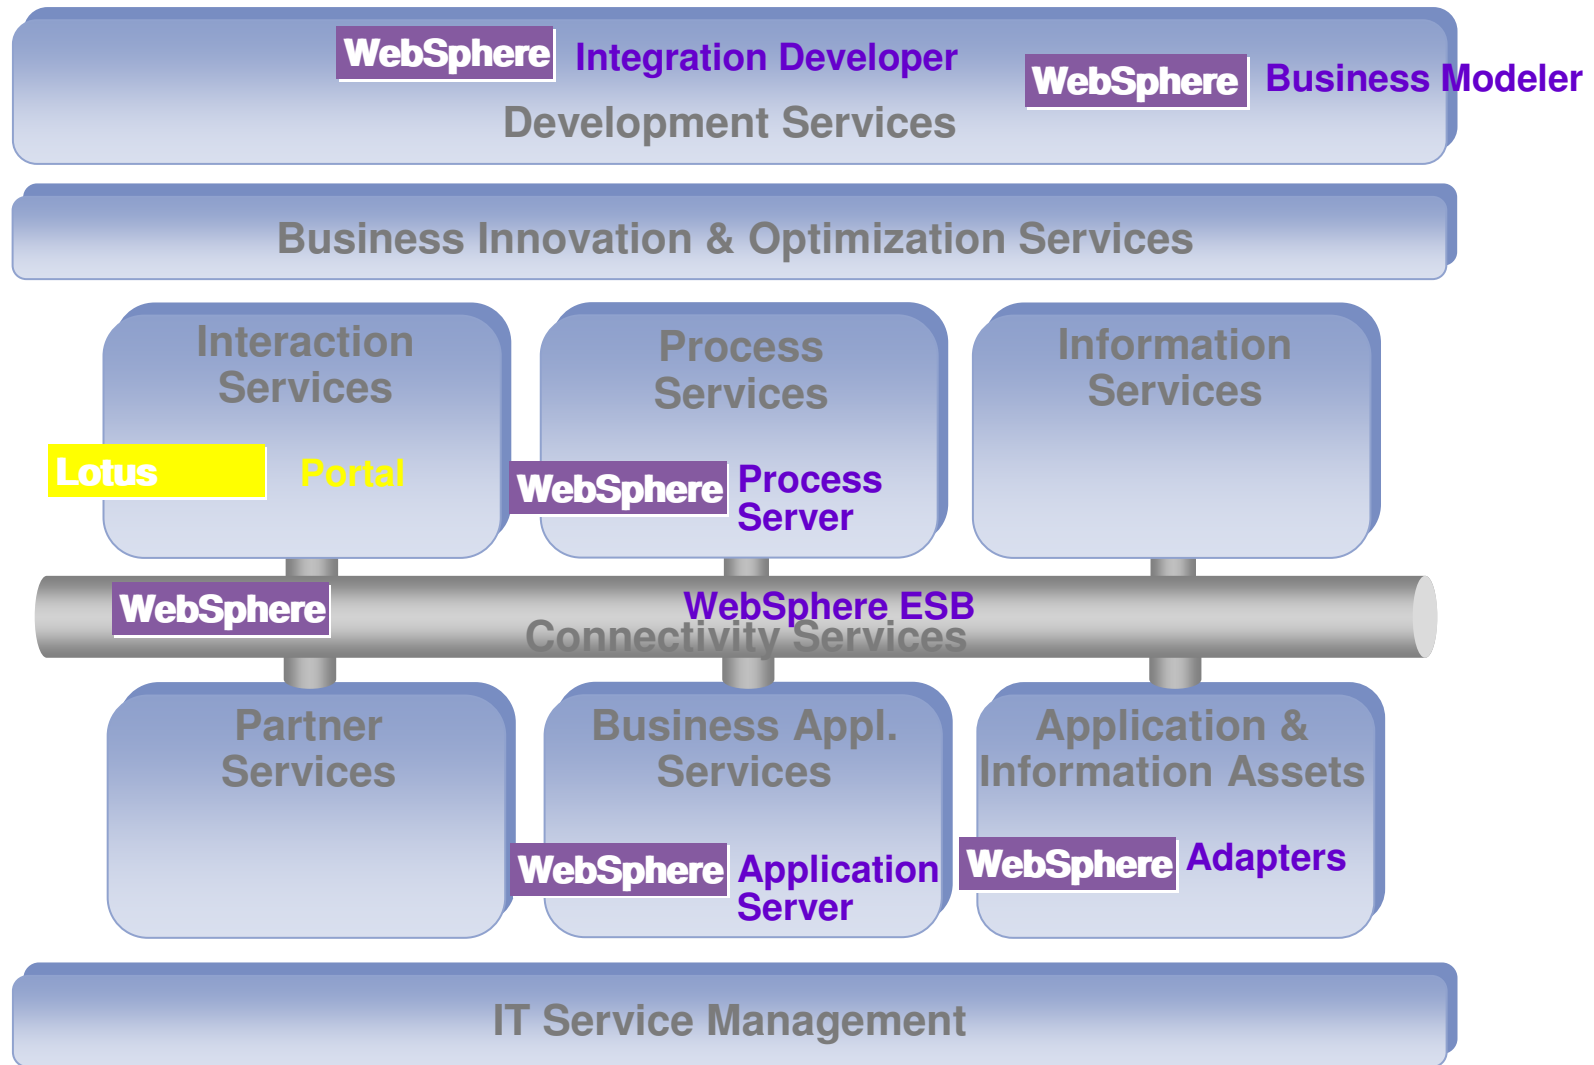 WebSphere Integration Developer
WebSphere Business Modeler
Development Services
Business Innovation & Optimization Services
Interaction
Services
Lotus Portal
Process
Services
WebSphere Process
Server
Information
Services
WebSphere
WebSphere ESB
Connectivity Services
Partner
Services
Business Appl.
Services
WebSphere Application
Server
Application &
Information Assets
WebSphere Adapters
IT Service Management